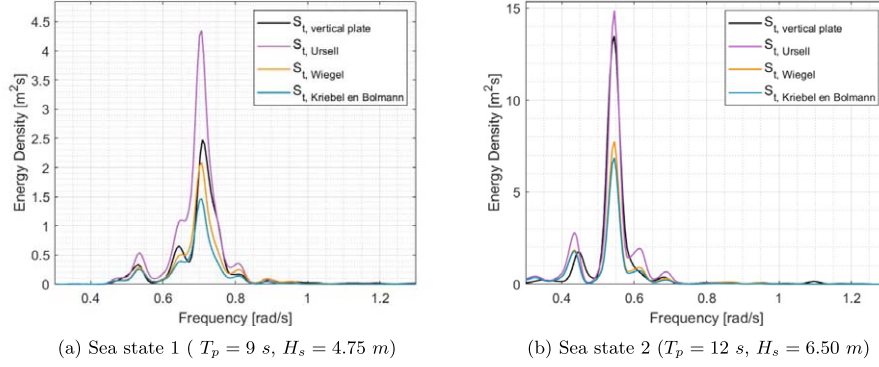 4.5
4
3.5
3
2.5
2
1.5
1
0.5
0
Energy Density [m²s]
S_t, vertical plate
S_t, Ursell
S_t, Wiegel
S_t, Kriebel en Bolmann
0.4 0.6 0.8 1 1.2
Frequency [rad/s]
(a) Sea state 1 ( T_p = 9 s, H_s = 4.75 m)
15
10
5
0
Energy Density [m²s]
S_t, vertical plate
S_t, Ursell
S_t, Wiegel
S_t, Kriebel en Bolmann
0.4 0.6 0.8 1 1.2
Frequency [rad/s]
(b) Sea state 2 (T_p = 12 s, H_s = 6.50 m)